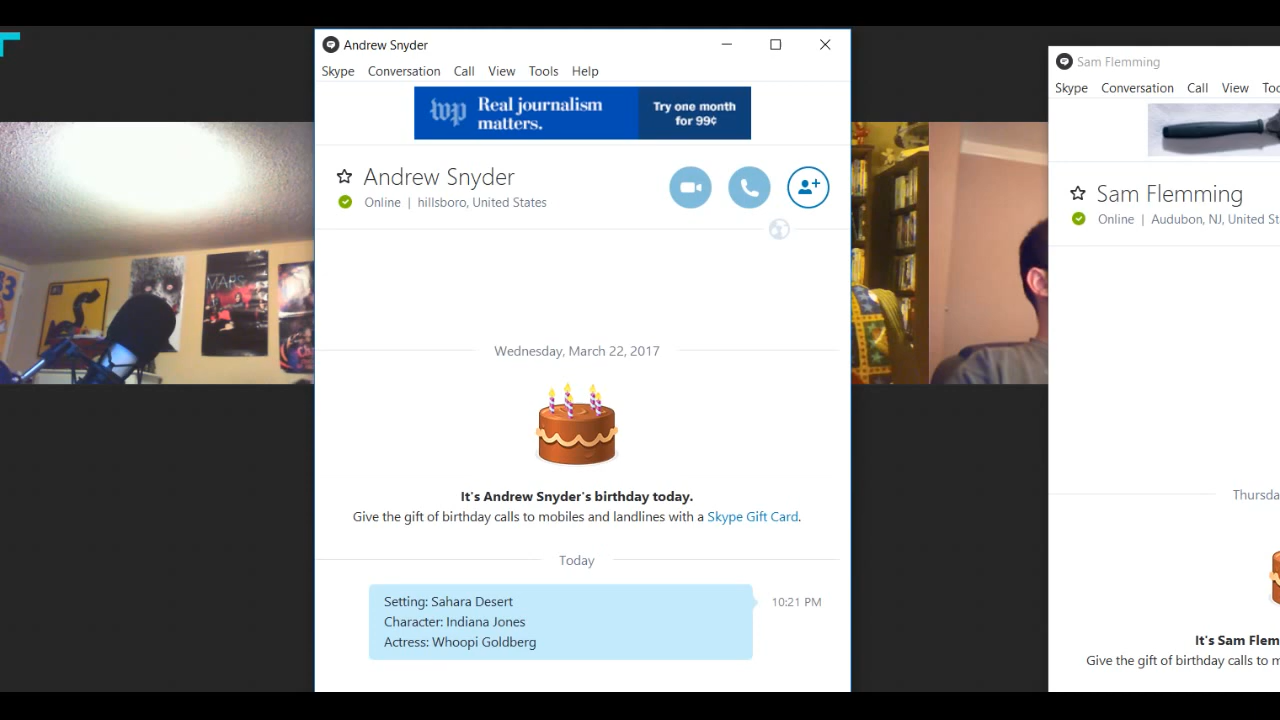 Andrew Snyder
Skype Conversation Call View Tools Help
wp
Real journalism
matters.
Try one month
for 99¢
Andrew Snyder
Online | hillsboro, United States
Wednesday, March 22, 2017
It's Andrew Snyder's birthday today.
Give the gift of birthday calls to mobiles and landlines with a Skype Gift Card.
Today
Setting: Sahara Desert
Character: Indiana Jones
Actress: Whoopi Goldberg
10:21 PM
Sam Flemming
Skype Conversation Call View Too
Sam Flemming
Online | Audubon, NJ, United St
Thursda
It's Sam Flem
Give the gift of birthday calls to m
MARS
83